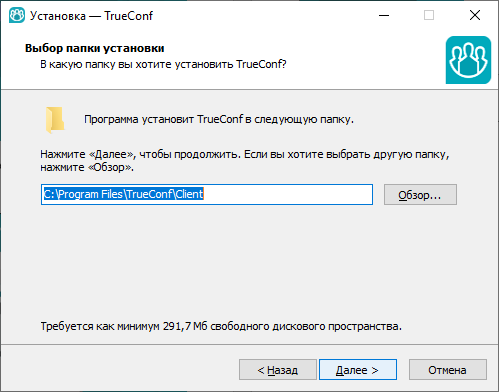 Установка — TrueConf
Выбор папки установки
В какую папку вы хотите установить TrueConf?
Программа установит TrueConf в следующую папку.
Нажмите «Далее», чтобы продолжить. Если вы хотите выбрать другую папку,
нажмите «Обзор».
C:\Program Files\TrueConf\Client
Обзор...
Требуется как минимум 291,7 Мб свободного дискового пространства.
< Назад
Далее >
Отмена